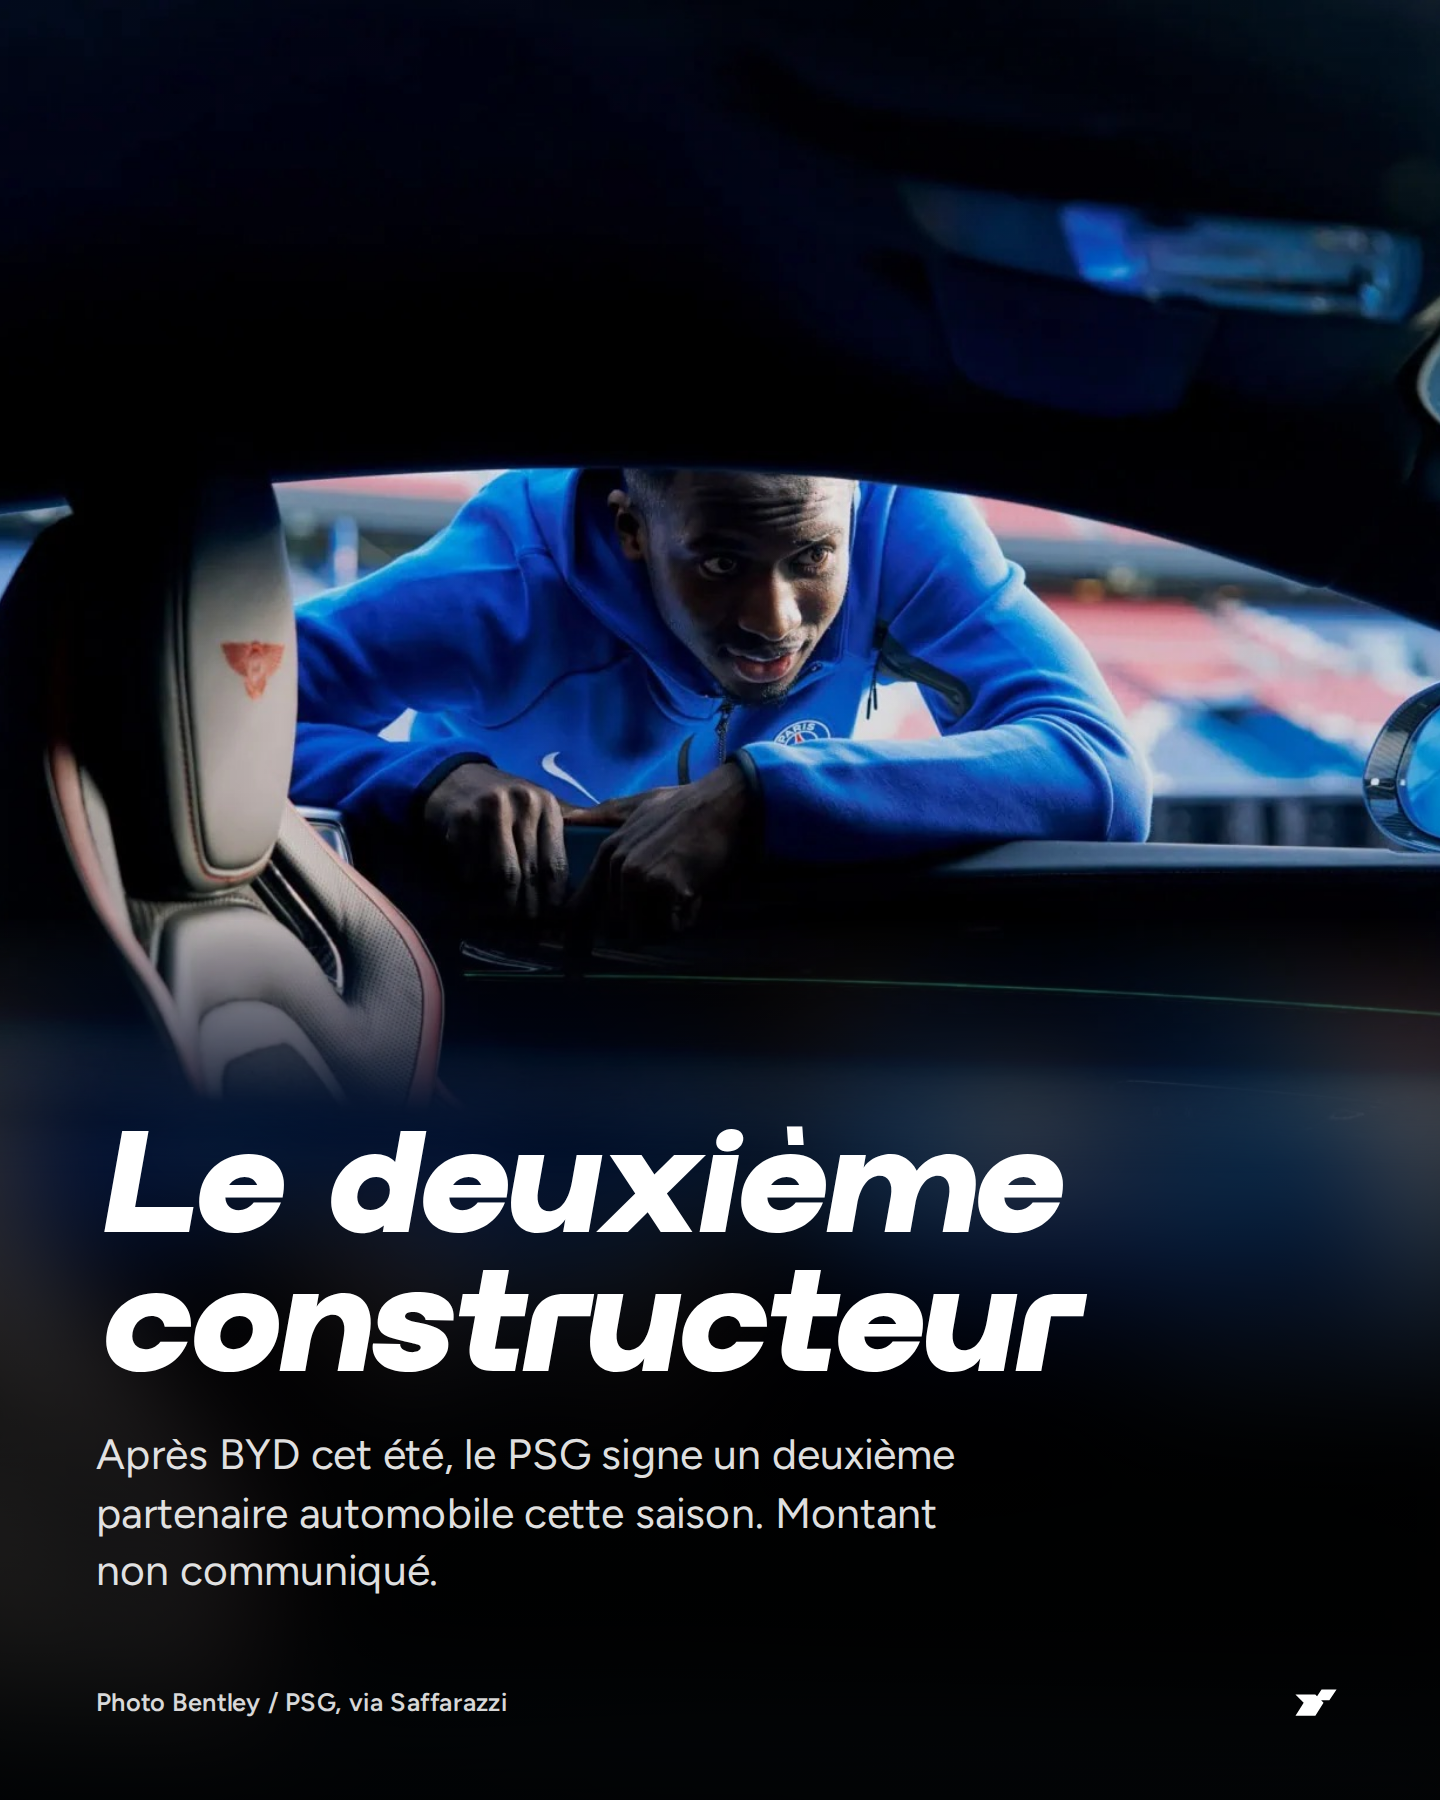 PARIS
Le deuxième
constructeur
Après BYD cet été, le PSG signe un deuxième
partenaire automobile cette saison. Montant
non communiqué.
Photo Bentley / PSG, via Saffarazzi